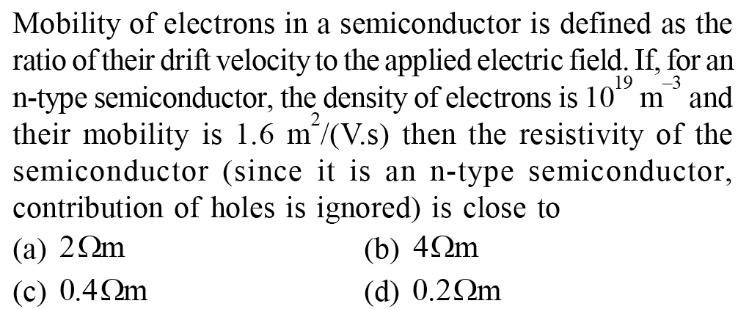 Mobility of electrons in a semiconductor is defined as the
ratio of their drift velocity to the applied electric field. If, for an
n-type semiconductor, the density of electrons is 10¹⁹ m⁻³ and
their mobility is 1.6 m²/(V.s) then the resistivity of the
semiconductor (since it is an n-type semiconductor,
contribution of holes is ignored) is close to
(a) 2Ωm (b) 4Ωm
(c) 0.4Ωm (d) 0.2Ωm